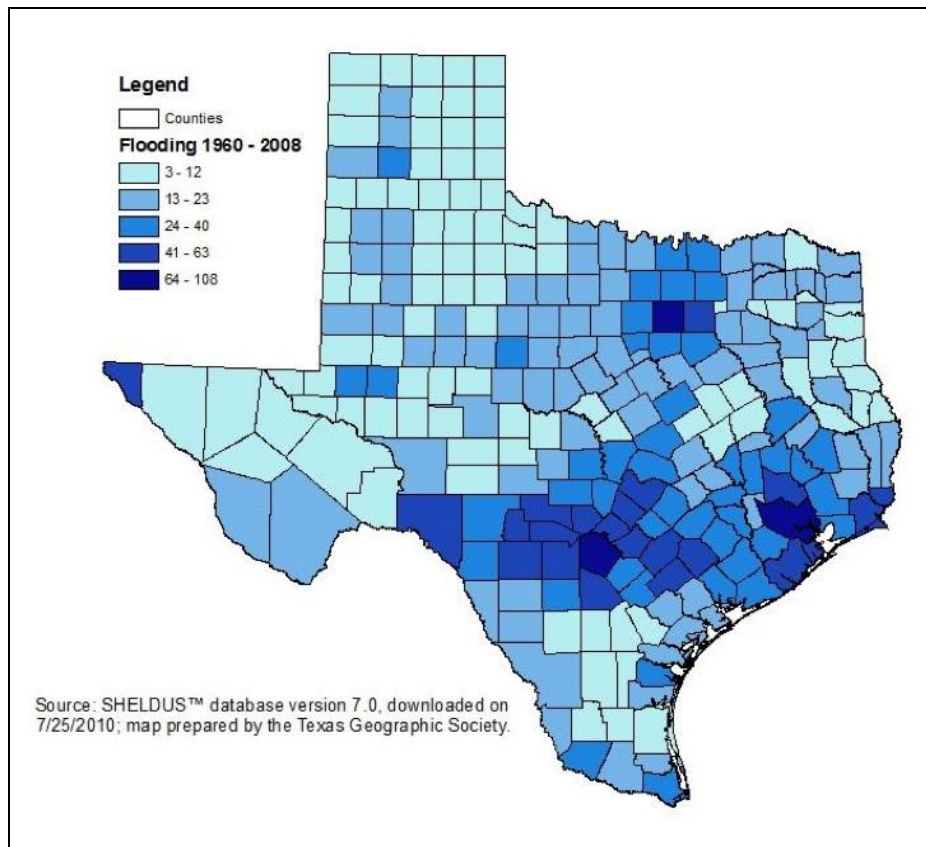 Legend
Counties
Flooding 1960 - 2008
3 - 12
13 - 23
24 - 40
41 - 63
64 - 108
Source: SHELDUS™ database version 7.0, downloaded on
7/25/2010; map prepared by the Texas Geographic Society.